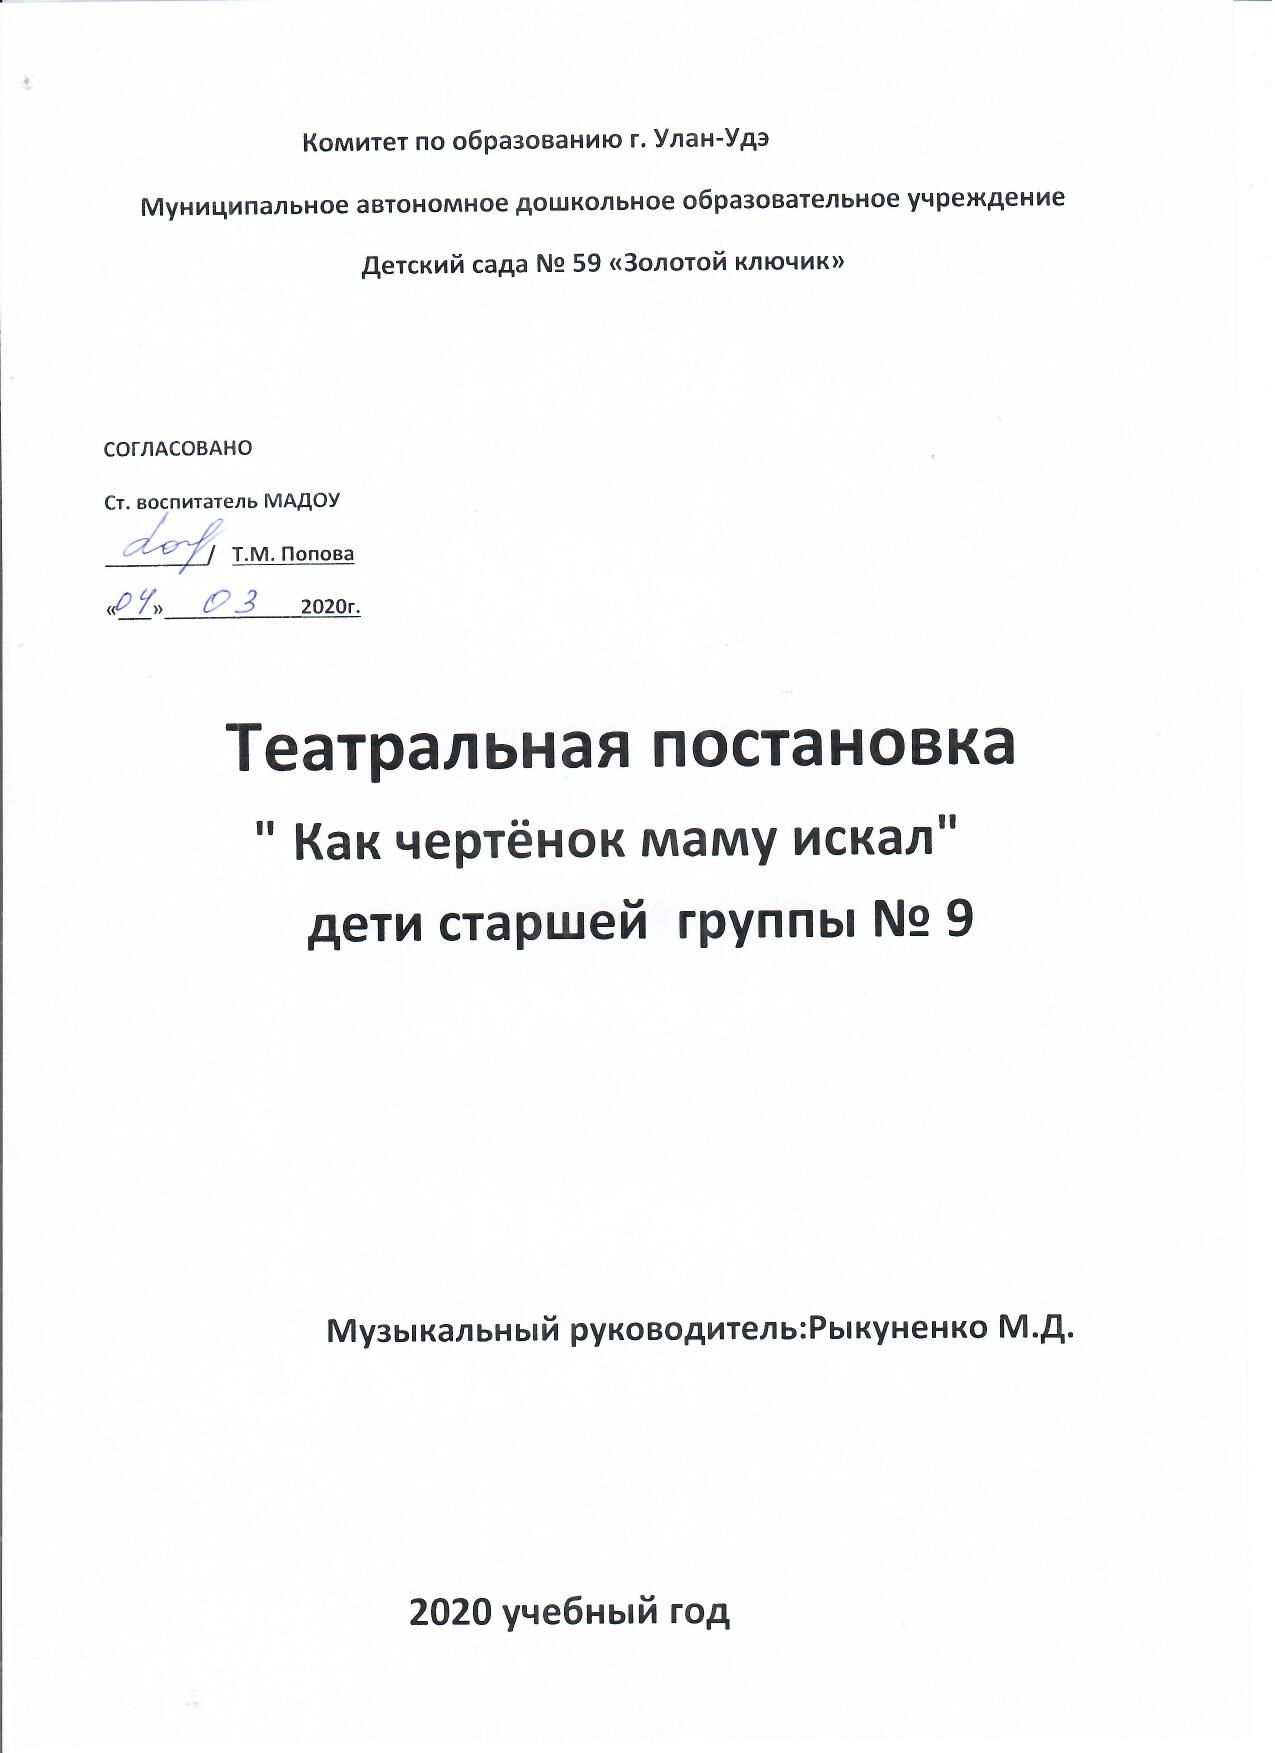 Комитет по образованию г. Улан-Удэ
Муниципальное автономное дошкольное образовательное учреждение
Детский сада № 59 «Золотой ключик»
СОГЛАСОВАНО
Ст. воспитатель МАДОУ
/ Т.М. Попова
«04» 03 2020г.
Театральная постановка
" Как чертёнок маму искал"
дети старшей группы № 9
Музыкальный руководитель:Рыкуненко М.Д.
2020 учебный год